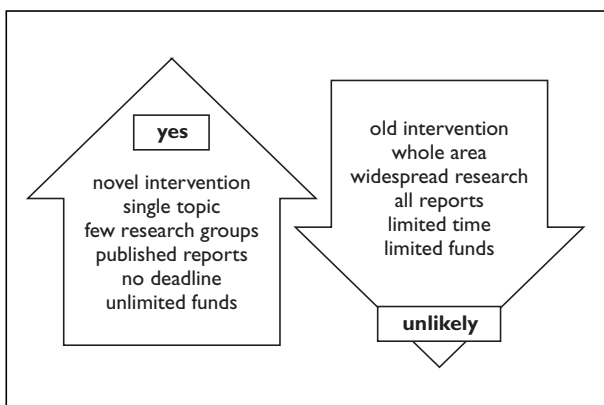 yes
novel intervention
single topic
few research groups
published reports
no deadline
unlimited funds
old intervention
whole area
widespread research
all reports
limited time
limited funds
unlikely